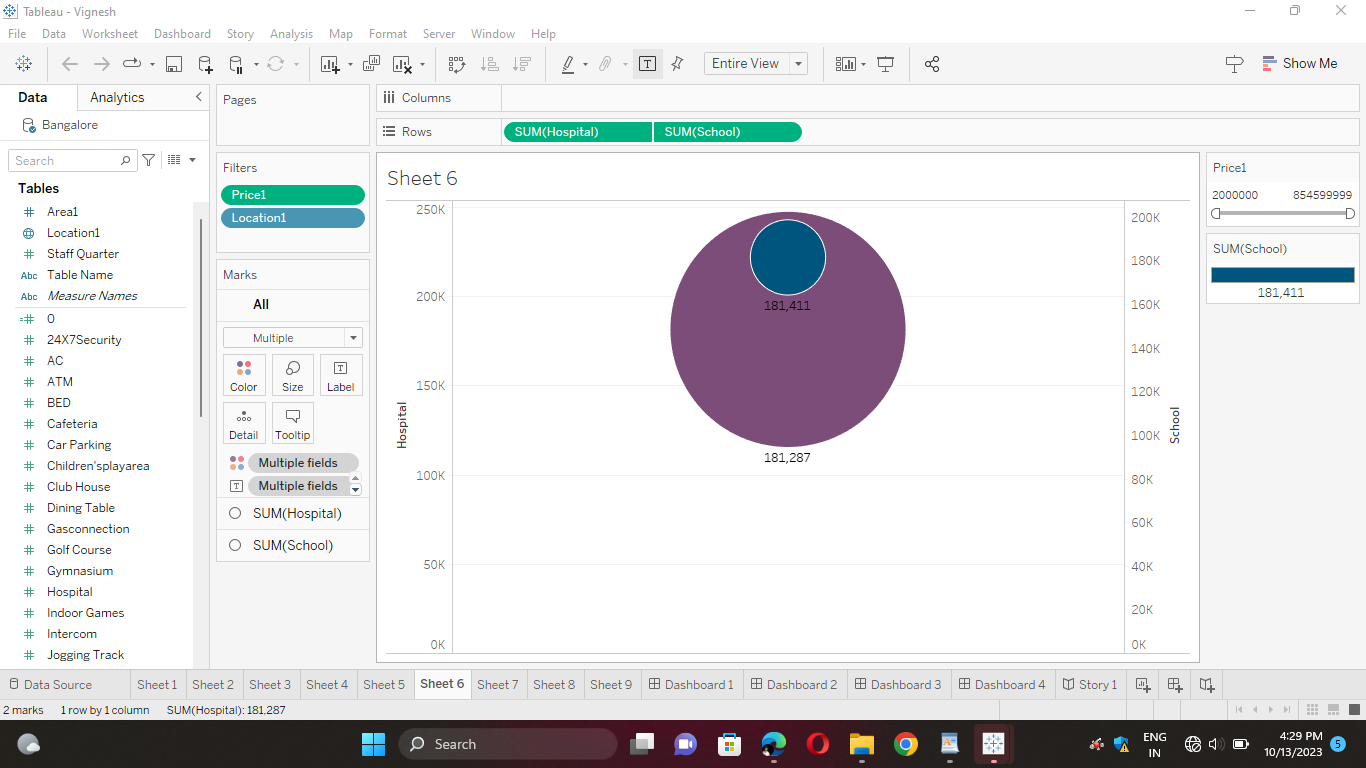 Tableau - Vignesh
File Data Worksheet Dashboard Story Analysis Map Format Server Window Help
Entire View
Show Me
Data Analytics
Bangalore
Search
Tables
Area1
Location1
Staff Quarter
Abc Table Name
Abc Measure Names
0
24X7Security
AC
ATM
BED
Cafeteria
Car Parking
Children'splayarea
Club House
Dining Table
Gasconnection
Golf Course
Gymnasium
Hospital
Indoor Games
Intercom
Jogging Track
Pages
Filters
Price1
Location1
Marks
All
Multiple
Color Size Label
Detail Tooltip
Multiple fields
Multiple fields
SUM(Hospital)
SUM(School)
Columns
Rows SUM(Hospital) SUM(School)
Sheet 6
250K
200K
150K
100K
50K
0K
Hospital
181,411
181,287
200K
180K
160K
140K
120K
100K
80K
60K
40K
20K
0K
School
Price1
2000000 854599999
SUM(School)
181,411
Data Source Sheet 1 Sheet 2 Sheet 3 Sheet 4 Sheet 5 Sheet 6 Sheet 7 Sheet 8 Sheet 9 Dashboard 1 Dashboard 2 Dashboard 3 Dashboard 4 Story 1
2 marks 1 row by 1 column SUM(Hospital): 181,287
Search
ENG
IN
4:29 PM
10/13/2023
5